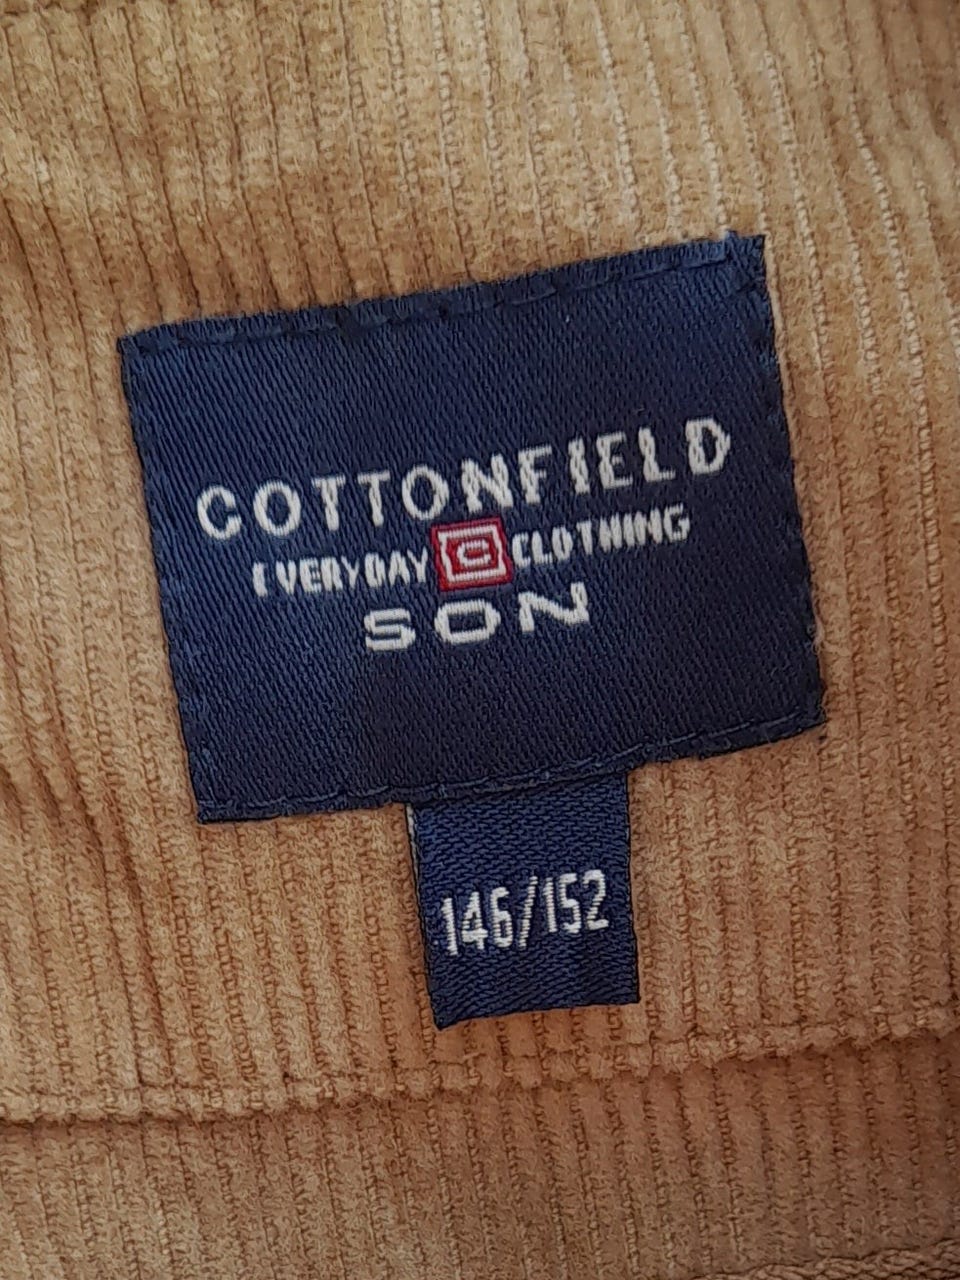 COTTONFIELD
EVERYDAY C CLOTHING
SON
146/152